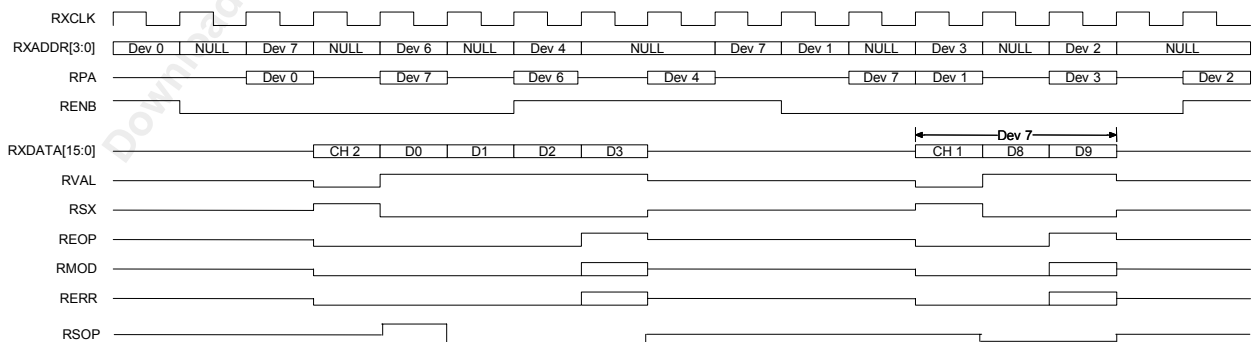 RXCLK
RXADDR[3:0] Dev 0 NULL Dev 7 NULL Dev 6 NULL Dev 4 NULL Dev 7 Dev 1 NULL Dev 3 NULL Dev 2 NULL
RPA Dev 0 Dev 7 Dev 6 Dev 4 Dev 7 Dev 1 Dev 3 Dev 2
RENB
Dev 7
RXDATA[15:0] CH 2 D0 D1 D2 D3 CH 1 D8 D9
RVAL
RSX
REOP
RMOD
RERR
RSOP
Download